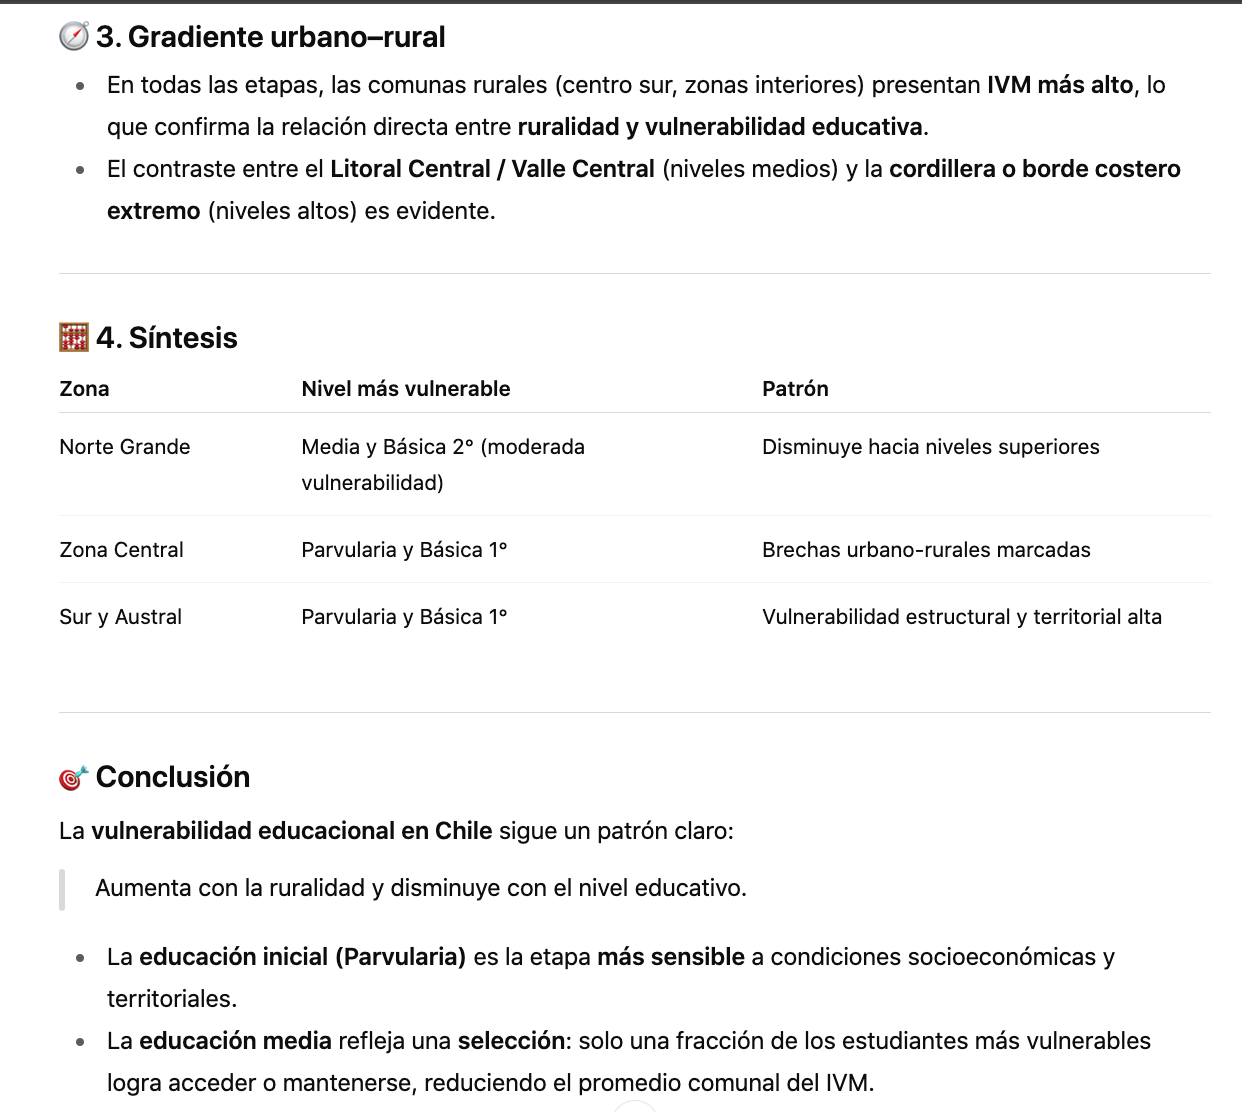 🧭 3. Gradiente urbano–rural
• En todas las etapas, las comunas rurales (centro sur, zonas interiores) presentan IVM más alto, lo
que confirma la relación directa entre ruralidad y vulnerabilidad educativa.
• El contraste entre el Litoral Central / Valle Central (niveles medios) y la cordillera o borde costero
extremo (niveles altos) es evidente.
🧮 4. Síntesis
Zona Nivel más vulnerable Patrón
Norte Grande Media y Básica 2° (moderada Disminuye hacia niveles superiores
vulnerabilidad)
Zona Central Parvularia y Básica 1° Brechas urbano-rurales marcadas
Sur y Austral Parvularia y Básica 1° Vulnerabilidad estructural y territorial alta
🎯 Conclusión
La vulnerabilidad educacional en Chile sigue un patrón claro:
Aumenta con la ruralidad y disminuye con el nivel educativo.
• La educación inicial (Parvularia) es la etapa más sensible a condiciones socioeconómicas y
territoriales.
• La educación media refleja una selección: solo una fracción de los estudiantes más vulnerables
logra acceder o mantenerse, reduciendo el promedio comunal del IVM.